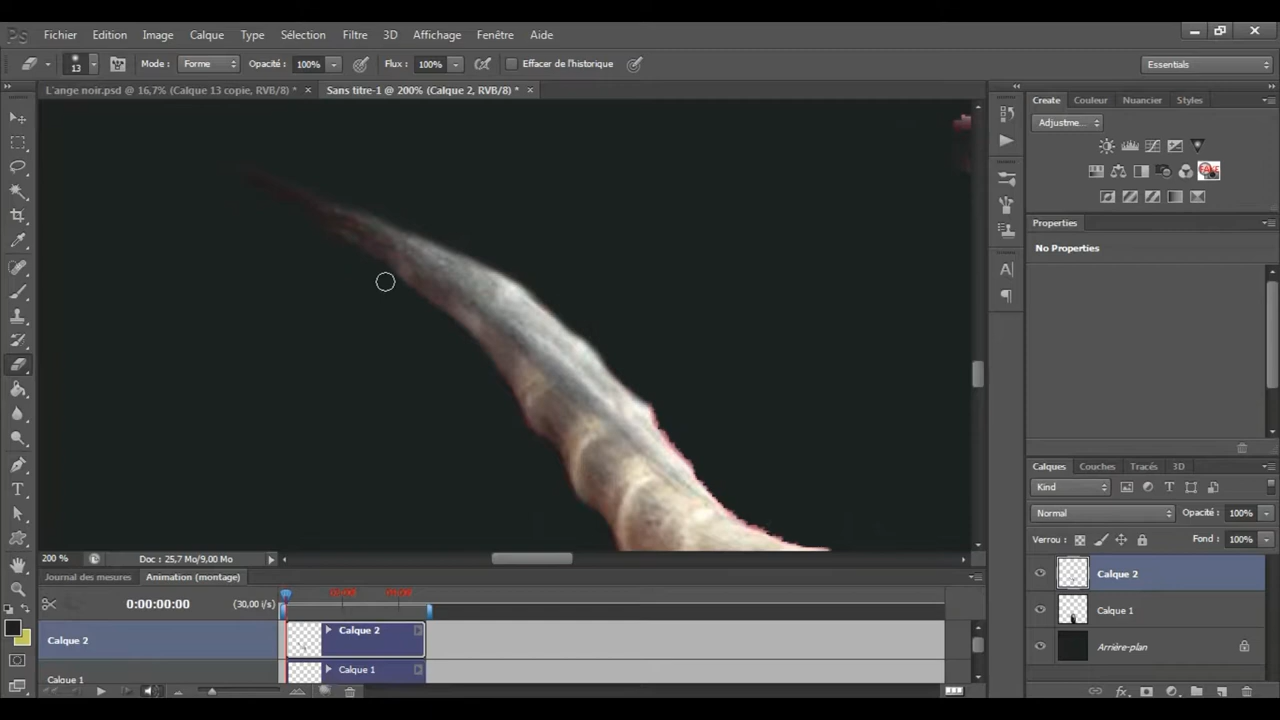 Ps Fichier Edition Image Calque Type Sélection Filtre 3D Affichage Fenêtre Aide
13 Mode : Forme Opacité : 100% Flux : 100% Effacer de l'historique Essentials
L'ange noir.psd @ 16,7% (Calque 13 copie, RVB/8) * × Sans titre-1 @ 200% (Calque 2, RVB/8) * ×
Create Couleur Nuancier Styles
Adjustme...
Properties
No Properties
Calques Couches Tracés 3D
Kind
Normal Opacité : 100%
Verrou : Fond : 100%
Calque 2
Calque 1
Arrière-plan
200 % Doc : 25,7 Mo/9,00 Mo
Journal des mesures Animation (montage)
0:00:00:00 (30,00 i/s)
Calque 2 Calque 2
Calque 1 Calque 1